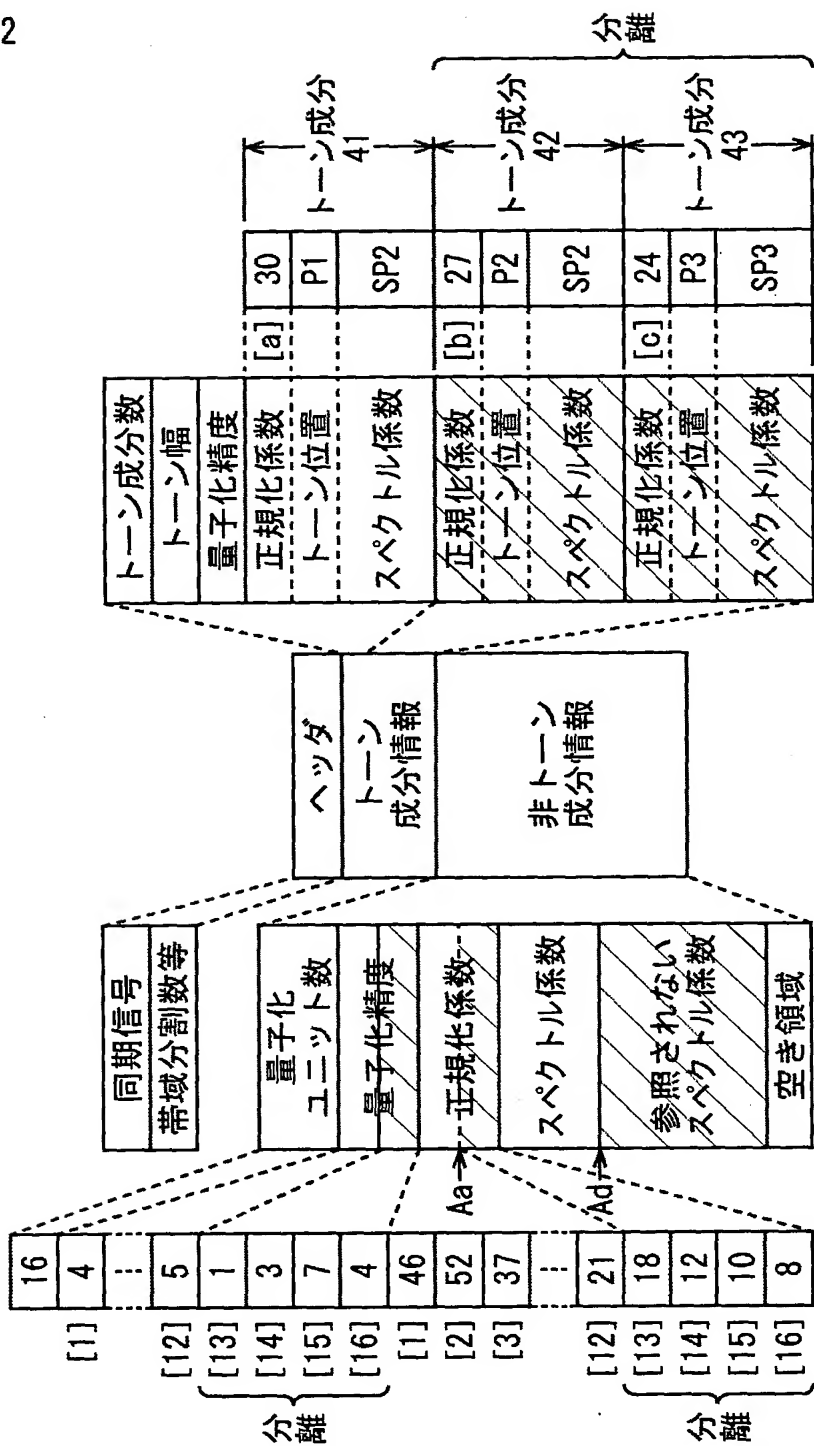 2
16
[1] 4
[12] 5
[13] 1
[14] 3
[15] 7
[16] 4
分離
[1] 46
[2] 52
[3] 37
[12] 21
[13] 18
[14] 12
[15] 10
[16] 8
分離
同期信号
帯域分割数等
量子化
ユニット数
量子化精度
正規化係数
スペクトル係数
参照されない
スペクトル係数
空き領域
Aa
Ad
ヘッダ
トーン
成分情報
非トーン
成分情報
トーン成分数
トーン幅
量子化精度
正規化係数
トーン位置
スペクトル係数
正規化係数
トーン位置
スペクトル係数
正規化係数
トーン位置
スペクトル係数
[a] 30
P1
SP2
[b] 27
P2
SP2
[c] 24
P3
SP3
トーン成分
41
トーン成分
42
トーン成分
43
分離